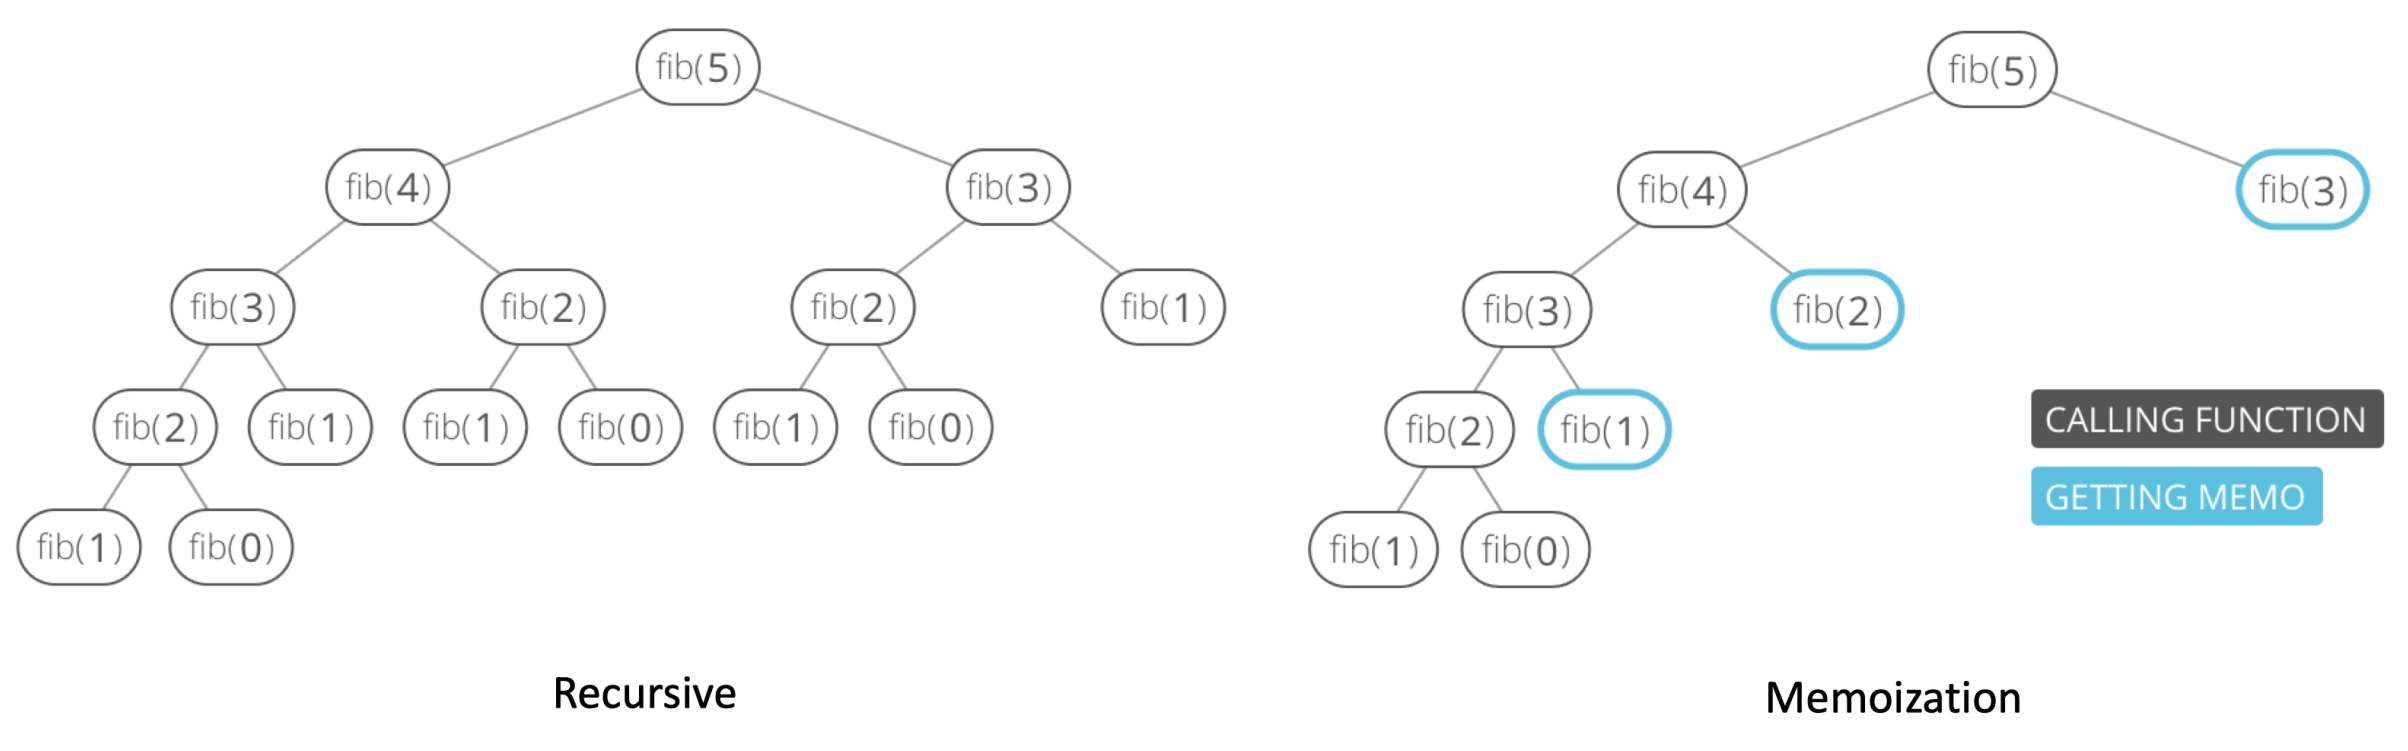 fib(5)
fib(4)
fib(3)
fib(3)
fib(2)
fib(2)
fib(1)
fib(2)
fib(1)
fib(1)
fib(0)
fib(1)
fib(0)
fib(1)
fib(0)
Recursive
fib(5)
fib(4)
fib(3)
fib(3)
fib(2)
fib(2)
fib(1)
fib(1)
fib(0)
CALLING FUNCTION
GETTING MEMO
Memoization